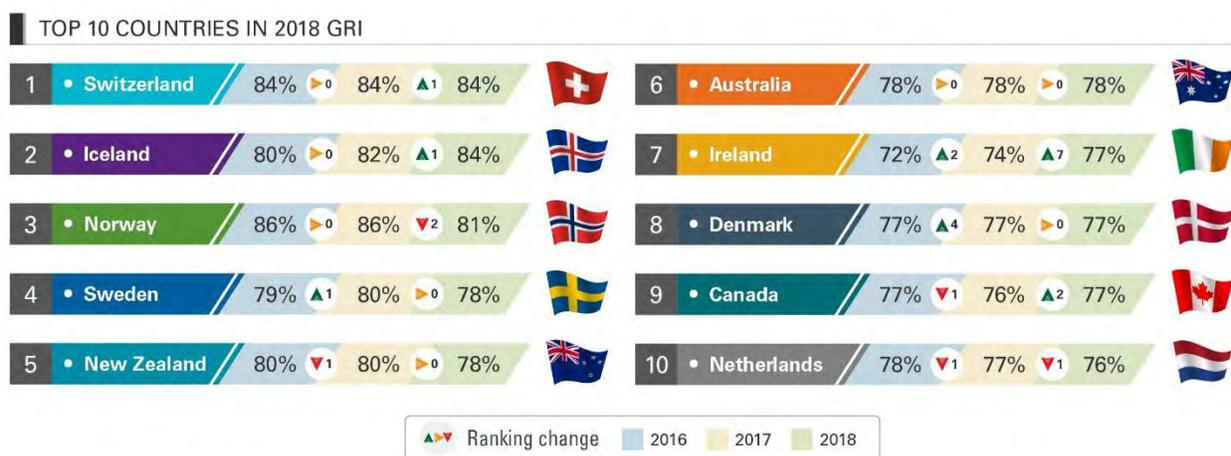 TOP 10 COUNTRIES IN 2018 GRI
1 • Switzerland 84% 0 84% 1 84%
2 • Iceland 80% 0 82% 1 84%
3 • Norway 86% 0 86% 2 81%
4 • Sweden 79% 1 80% 0 78%
5 • New Zealand 80% 1 80% 0 78%
6 • Australia 78% 0 78% 0 78%
7 • Ireland 72% 2 74% 7 77%
8 • Denmark 77% 4 77% 0 77%
9 • Canada 77% 1 76% 2 77%
10 • Netherlands 78% 1 77% 1 76%
Ranking change 2016 2017 2018